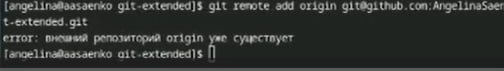 [angelina@aasaenko git-extended]$ git remote add origin git@github.com:AngelinaSaen
t-extended.git
error: внешний репозиторий origin уже существует
[angelina@aasaenko git-extended]$